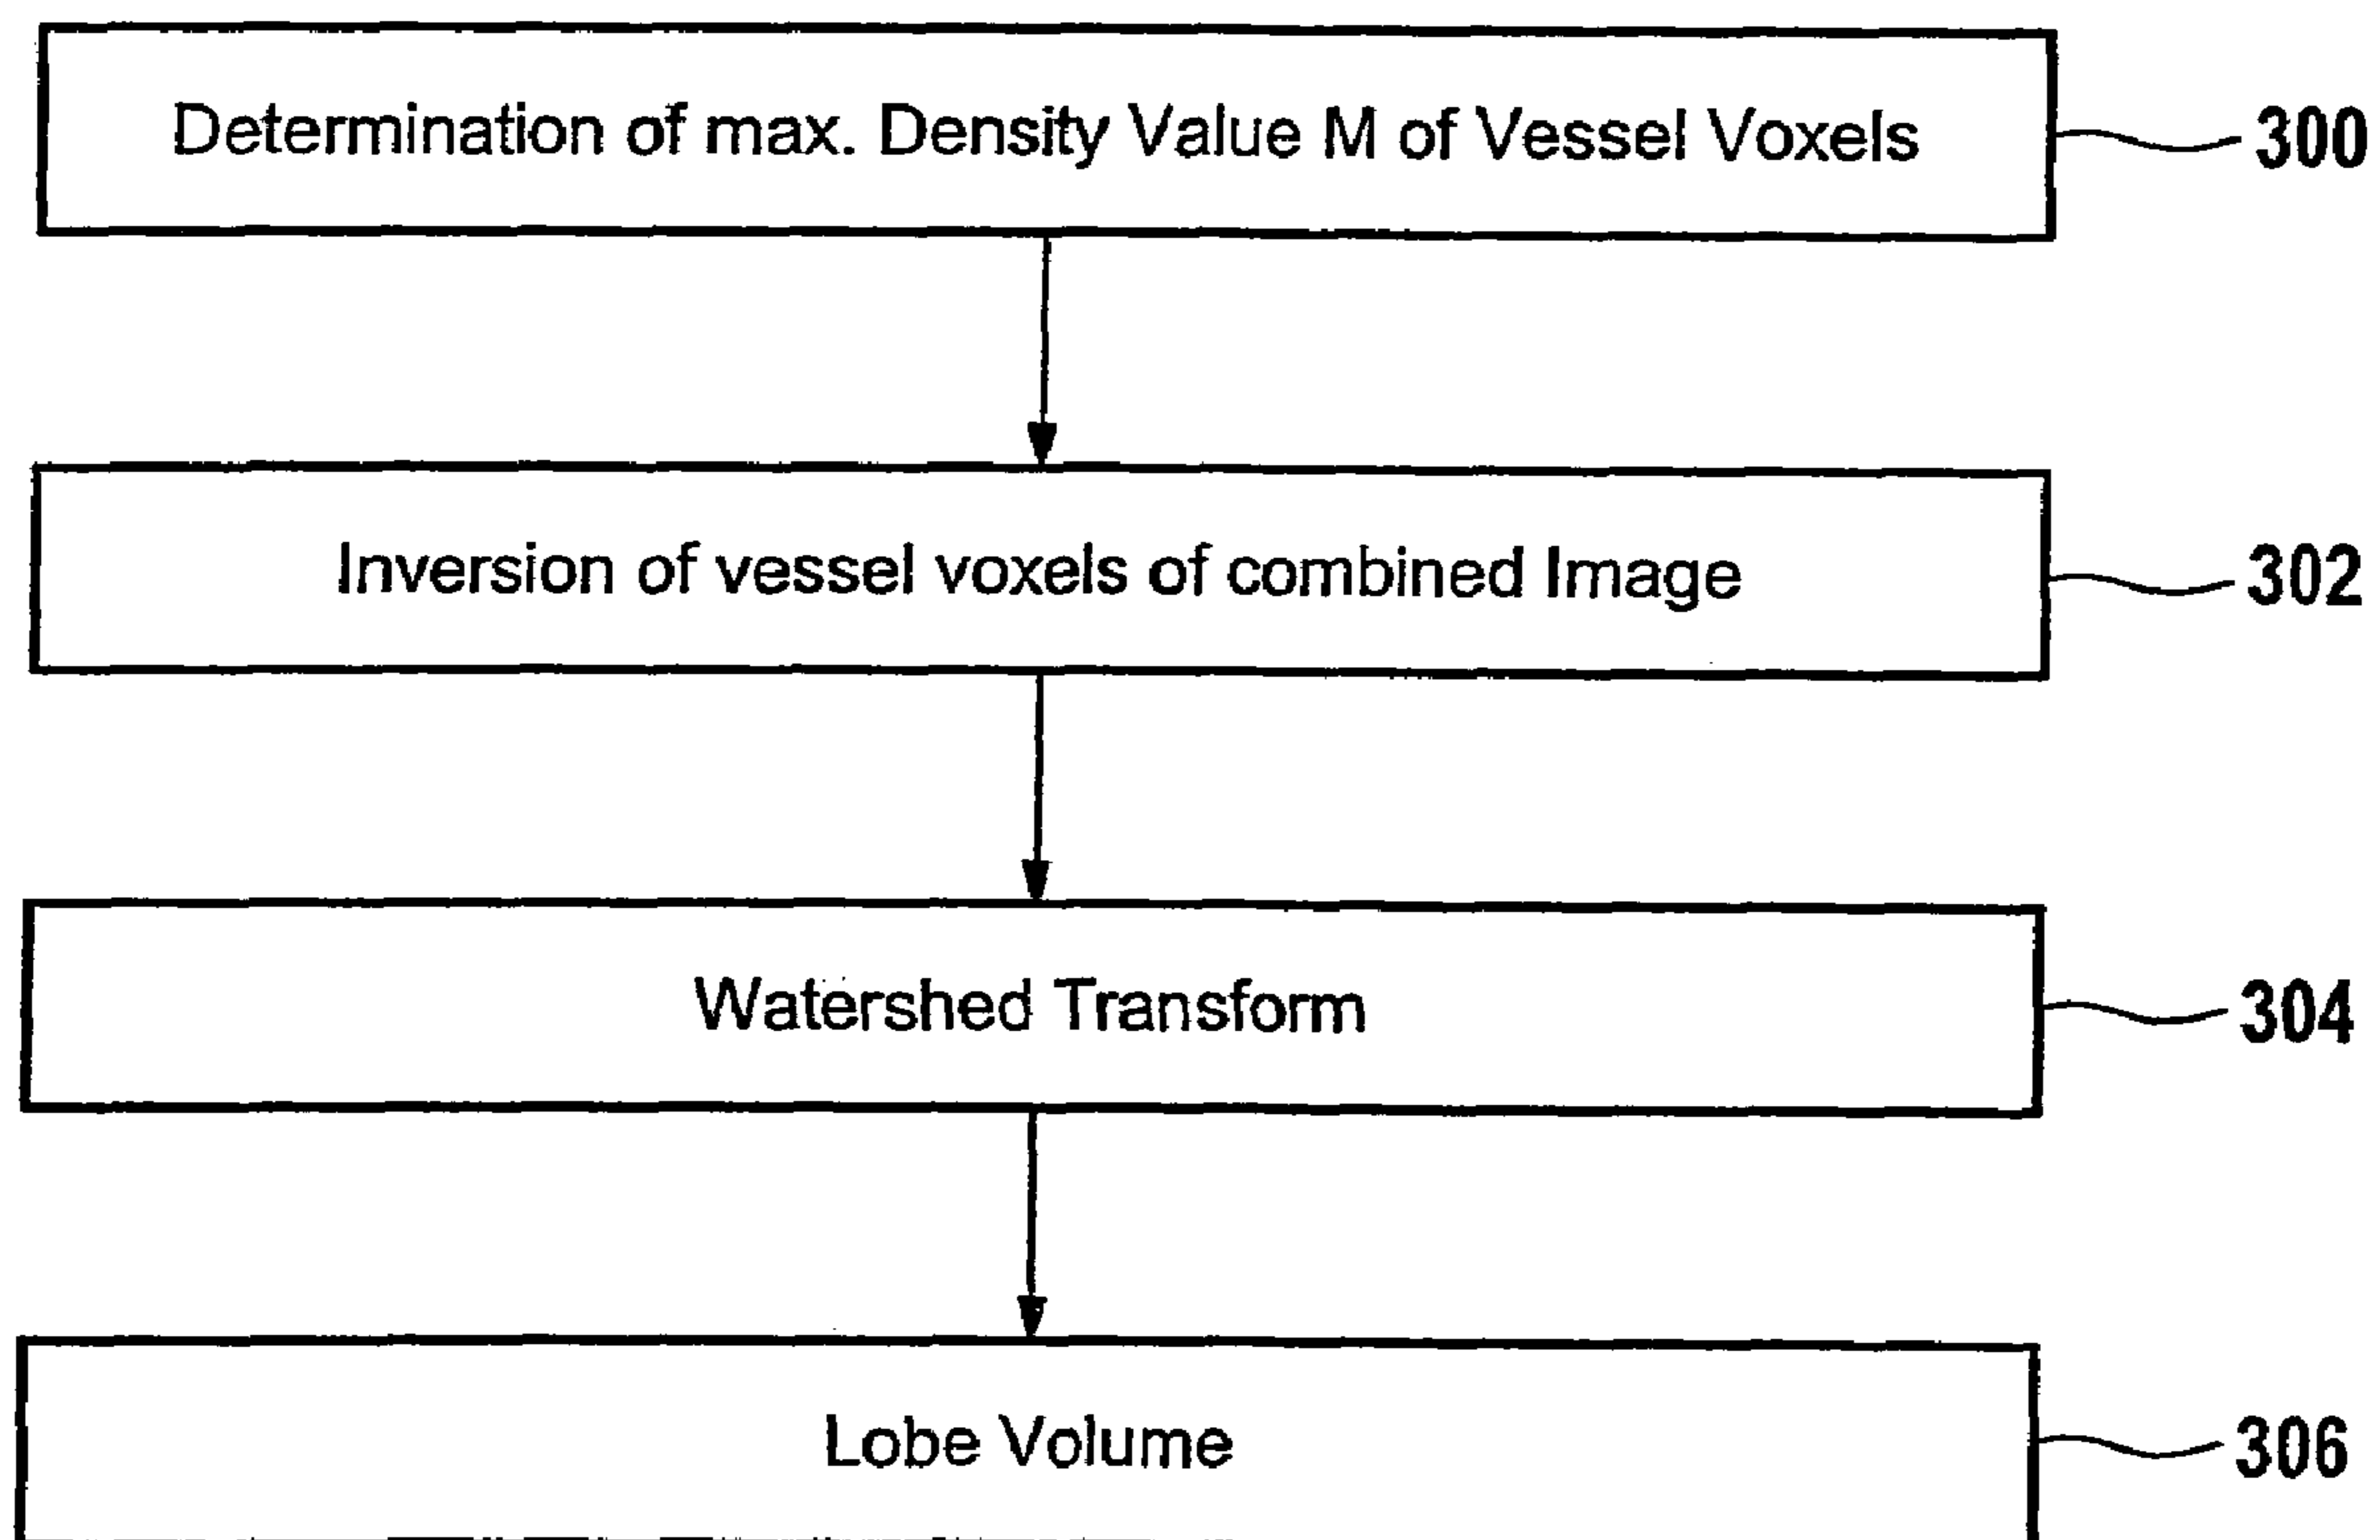 Determination of max. Density Value M of Vessel Voxels
300
Inversion of vessel voxels of combined Image
302
Watershed Transform
304
Lobe Volume
306